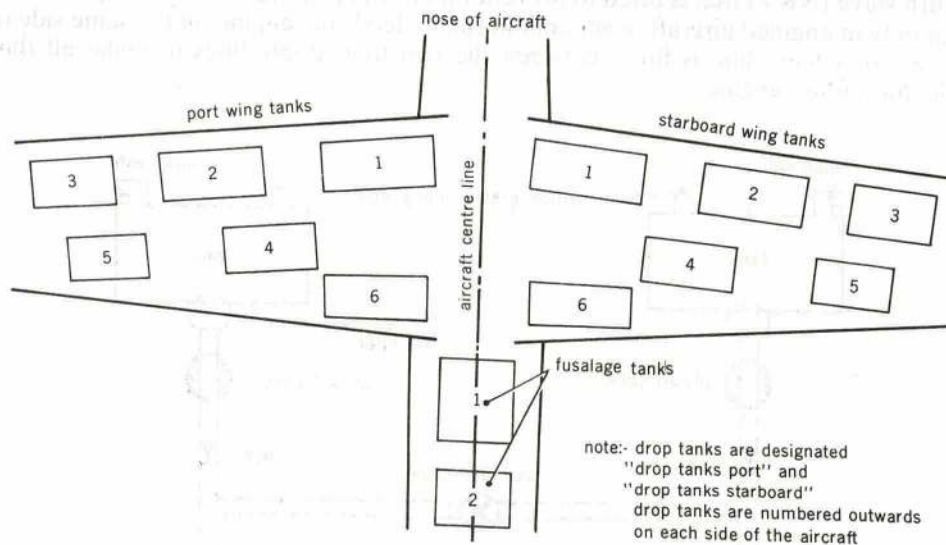 nose of aircraft
port wing tanks
starboard wing tanks
3
2
1
1
2
3
5
4
6
aircraft centre line
6
4
5
fusalage tanks
1
2
note:- drop tanks are designated
"drop tanks port" and
"drop tanks starboard"
drop tanks are numbered outwards
on each side of the aircraft